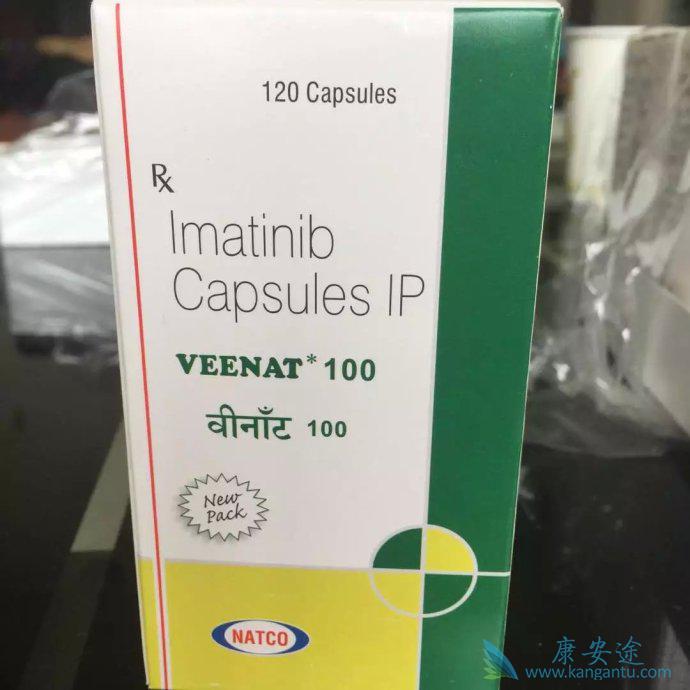 120 Capsules
Rx
Imatinib
Capsules IP
VEENAT* 100
वीनाँट 100
New
Pack
NATCO
康安途
www.kangantu.com